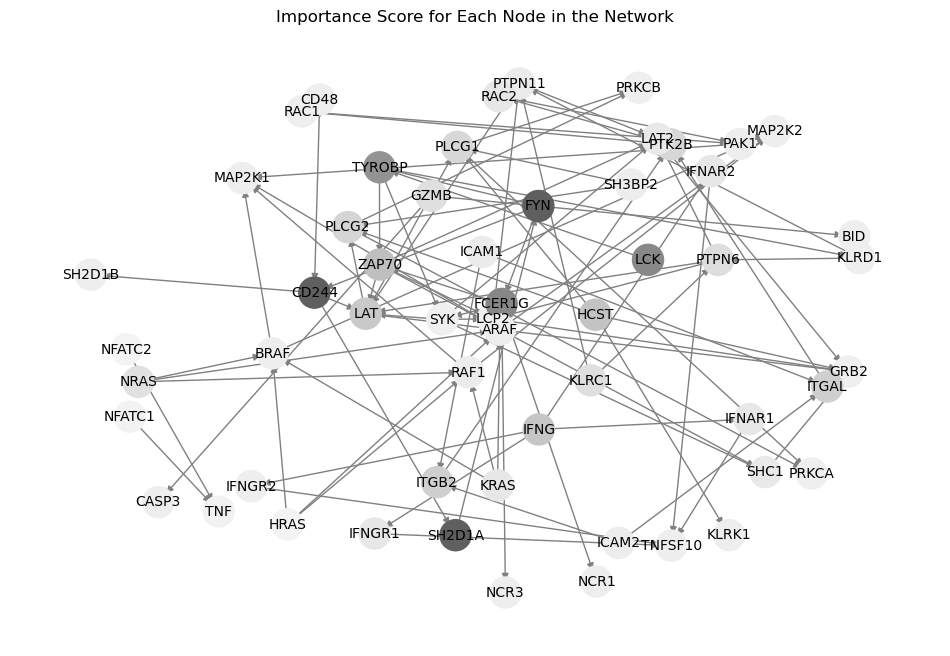 Importance Score for Each Node in the Network
PTPN11
PRKCB
RAC2
CD48
RAC1
MAP2K2
LAT2
PAK1
PTK2B
PLCG1
TYROBP
IFNAR2
MAP2K1
SH3BP2
GZMB
FYN
PLCG2
BID
ICAM1
KLRD1
LCK
PTPN6
ZAP70
SH2D1B
CD244
FCER1G
LAT
HCST
SYK
LCP2
ARAF
NFATC2
BRAF
GRB2
RAF1
NRAS
KLRC1
ITGAL
NFATC1
IFNAR1
IFNG
SHC1
PRKCA
ITGB2
KRAS
IFNGR2
CASP3
TNF
HRAS
IFNGR1
SH2D1A
KLRK1
ICAM2
TNFSF10
NCR1
NCR3